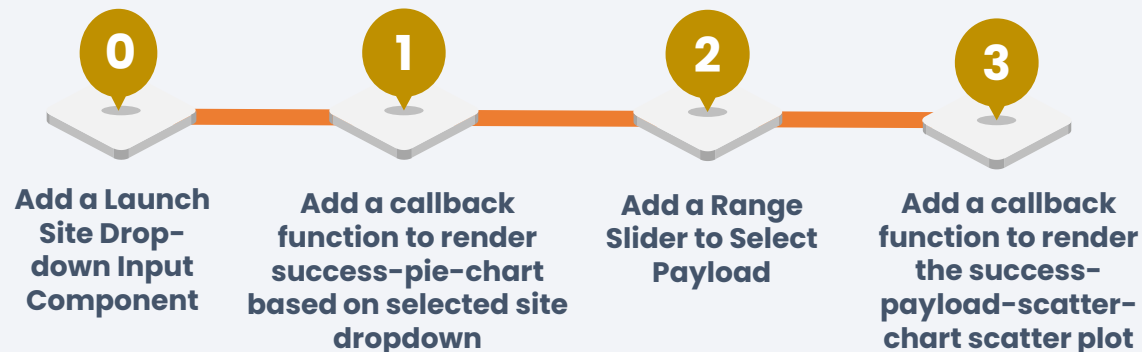 0
Add a Launch
Site Drop-
down Input
Component
1
Add a callback
function to render
success-pie-chart
based on selected site
dropdown
2
Add a Range
Slider to Select
Payload
3
Add a callback
function to render
the success-
payload-scatter-
chart scatter plot